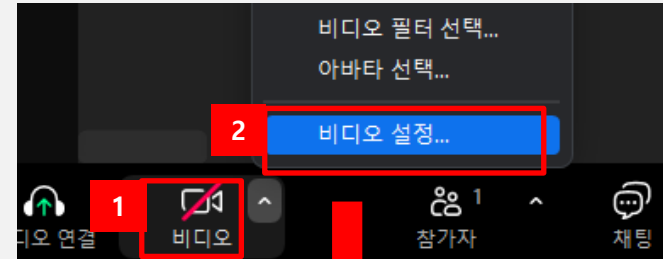 비디오 필터 선택...
아바타 선택...
2
비디오 설정...
1
디오 연결
비디오
1
참가자
채팅